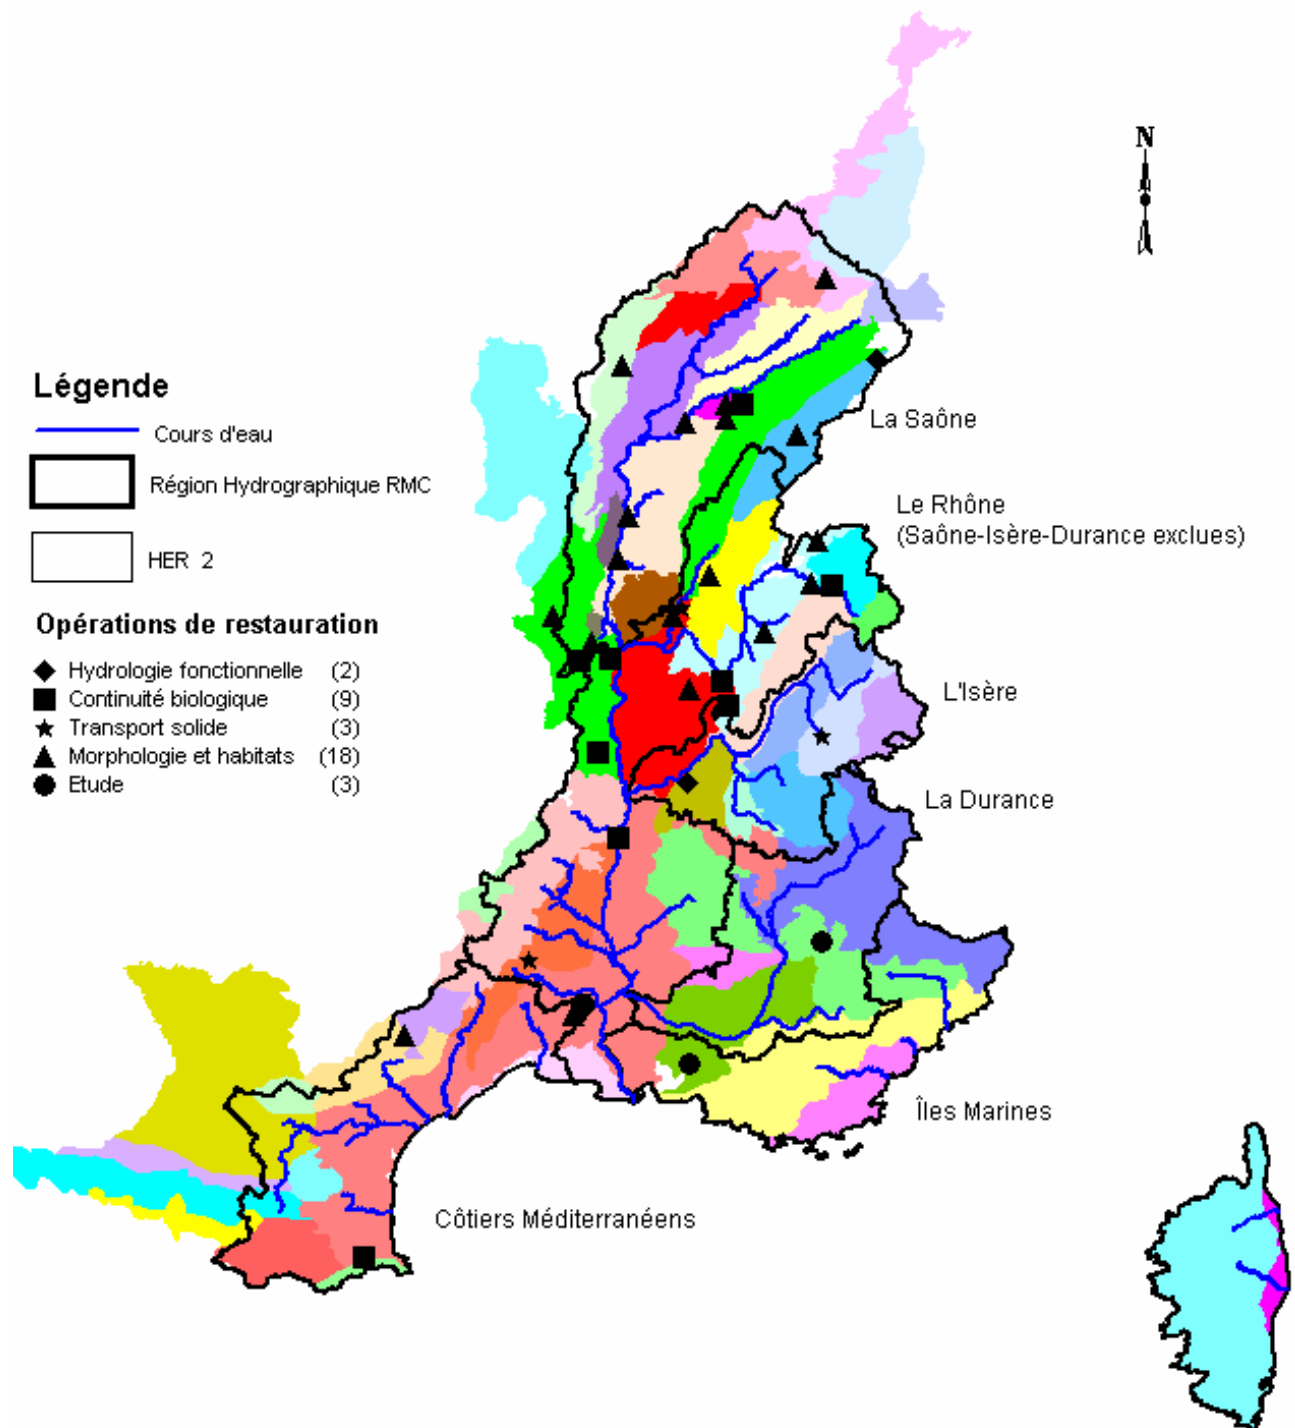 N
Légende
Cours d'eau
Région Hydrographique RMC
HER 2
Opérations de restauration
Hydrologie fonctionnelle (2)
Continuité biologique (9)
Transport solide (3)
Morphologie et habitats (18)
Etude (3)
La Saône
Le Rhône
(Saône-Isère-Durance exclues)
L'Isère
La Durance
Îles Marines
Côtiers Méditerranéens